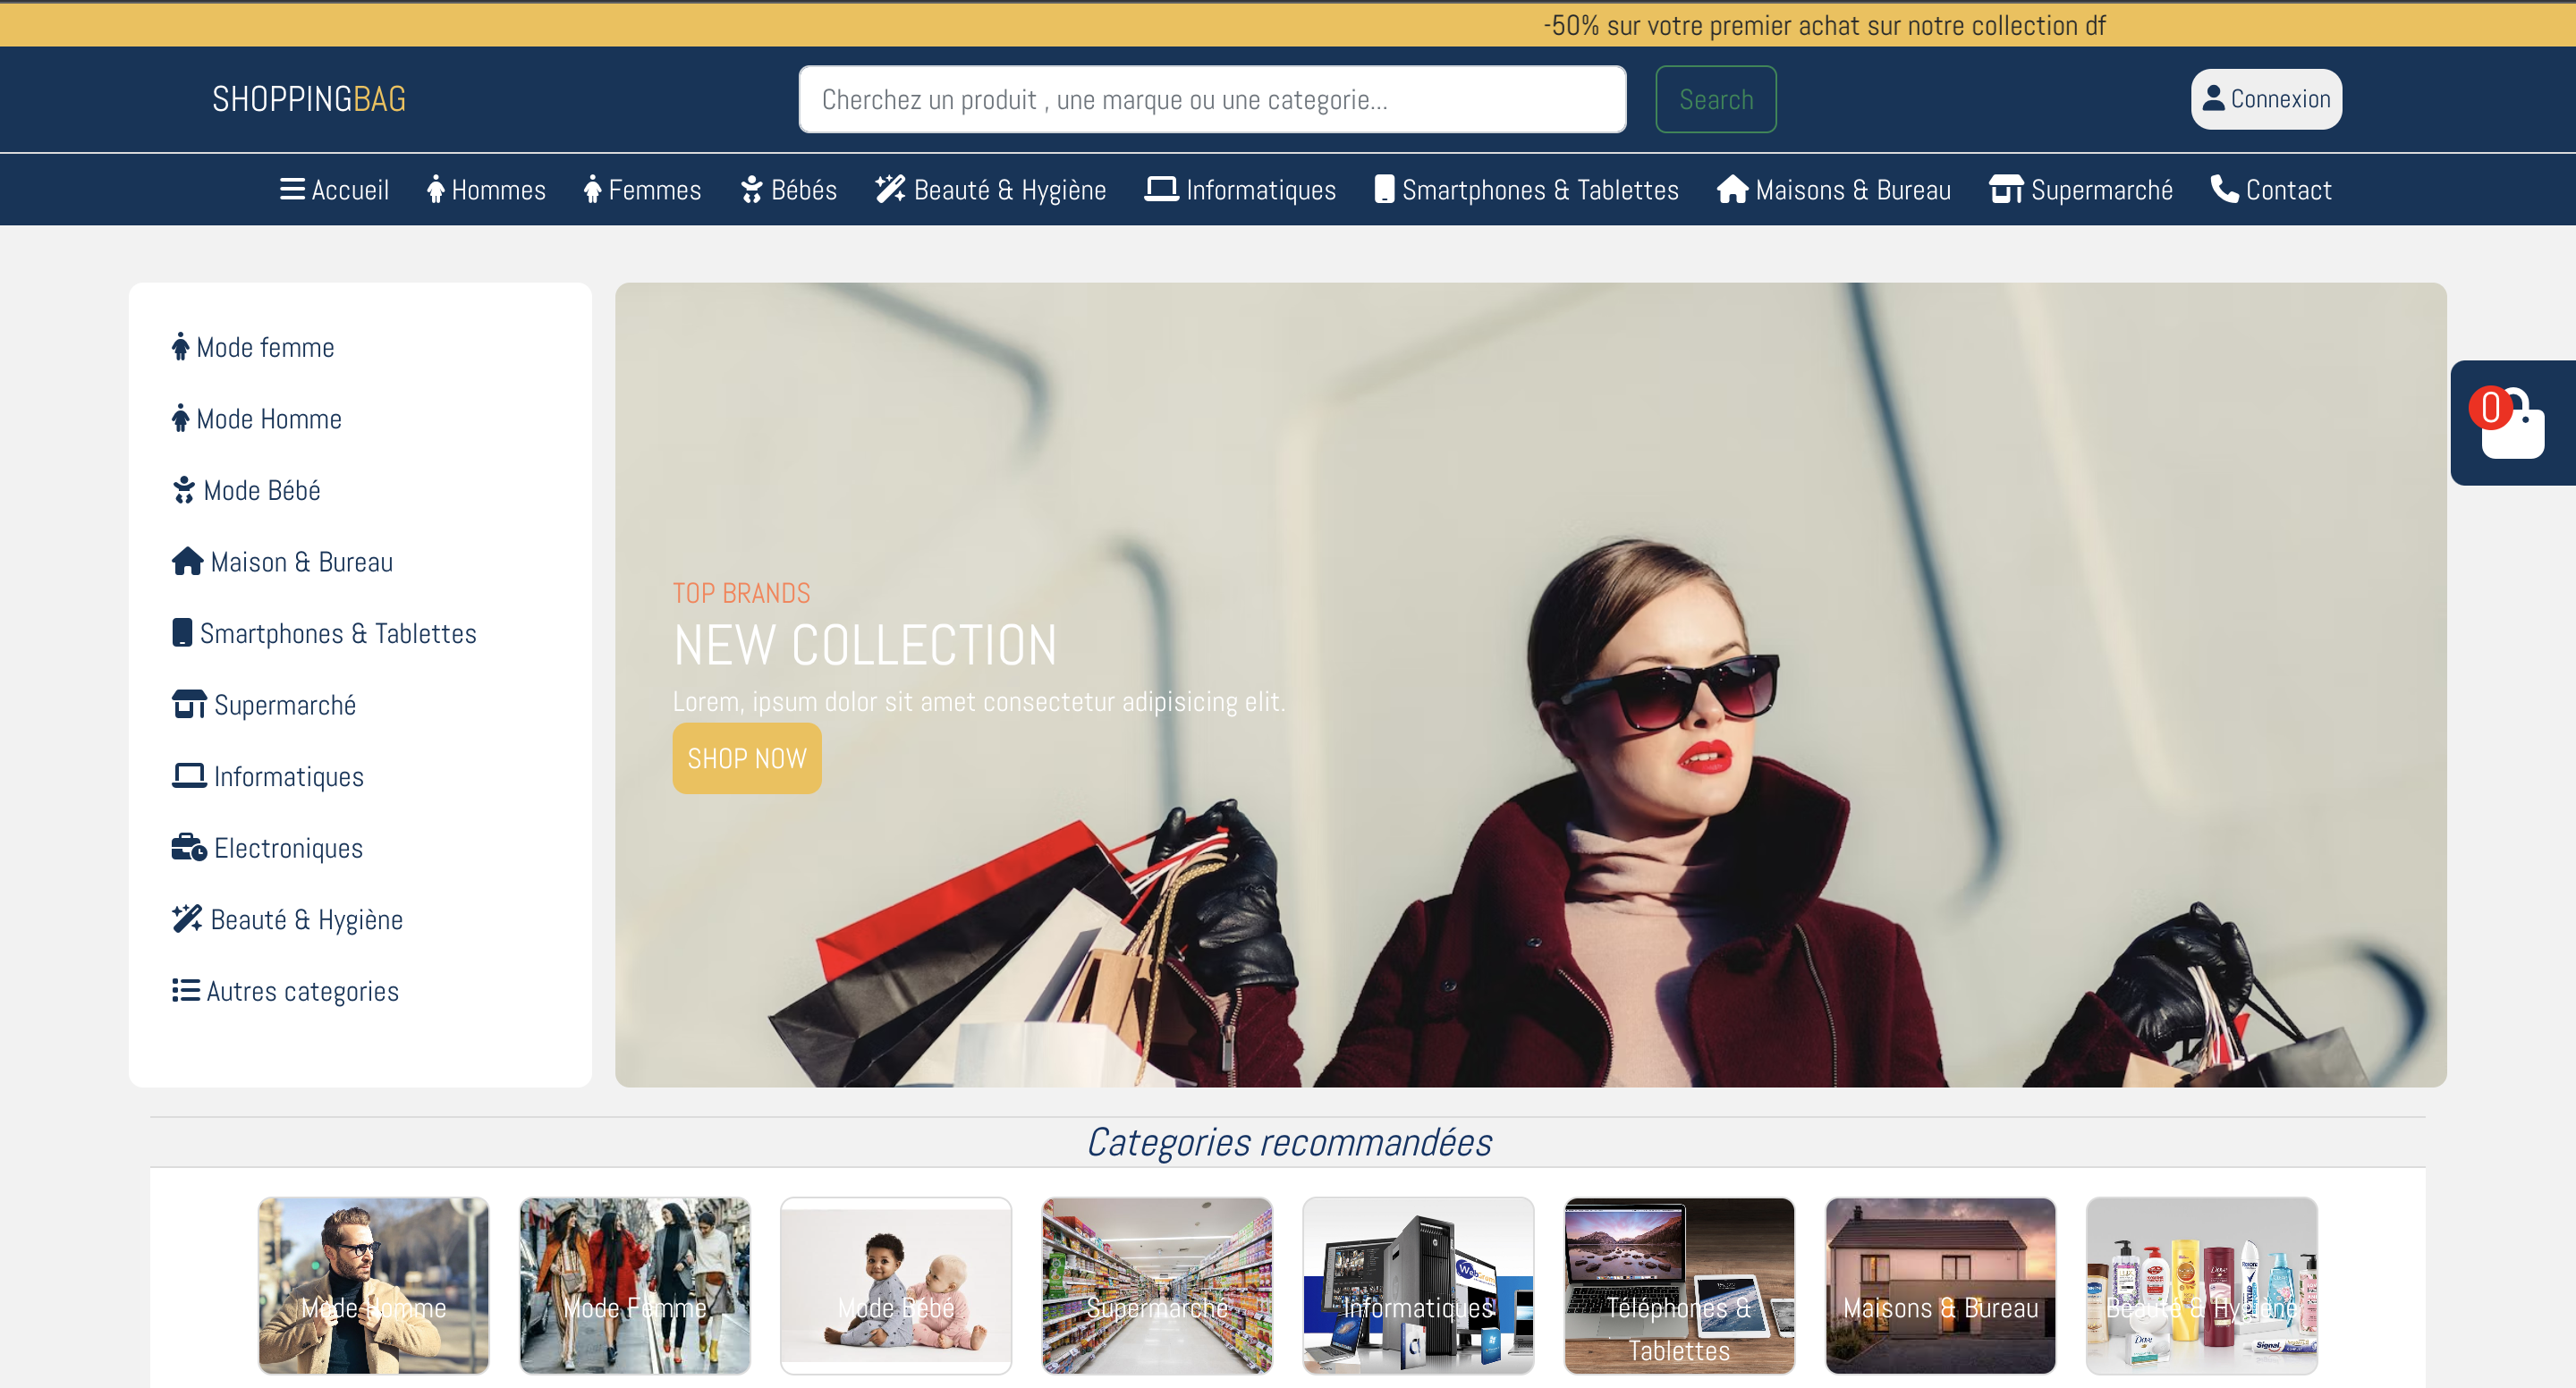 -50% sur votre premier achat sur notre collection df
SHOPPINGBAG
Cherchez un produit , une marque ou une categorie...
Search
Connexion
Accueil
Hommes
Femmes
Bébés
Beauté & Hygiène
Informatiques
Smartphones & Tablettes
Maisons & Bureau
Supermarché
Contact
Mode femme
Mode Homme
Mode Bébé
Maison & Bureau
Smartphones & Tablettes
Supermarché
Informatiques
Electroniques
Beauté & Hygiène
Autres categories
TOP BRANDS
NEW COLLECTION
Lorem, ipsum dolor sit amet consectetur adipisicing elit.
SHOP NOW
0
Categories recommandées
Mode Homme
Mode Femme
Mode Bébé
Supermarché
Informatiques
Téléphones &
Tablettes
Maisons & Bureau
Beauté & Hygiène
Dove
Signal